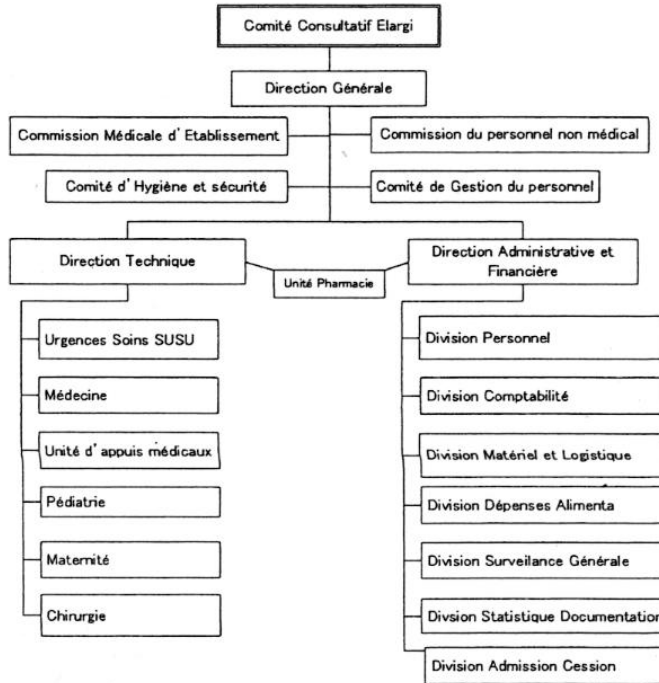 Comité Consultatif Elargi
Direction Générale
Commission Médicale d'Etablissement
Commission du personnel non médical
Comité d'Hygiène et sécurité
Comité de Gestion du personnel
Direction Technique
Unité Pharmacie
Direction Administrative et
Financière
Urgences Soins SUSU
Médecine
Unité d'appuis médicaux
Pédiatrie
Maternité
Chirurgie
Division Personnel
Division Comptabilité
Division Matériel et Logistique
Division Dépenses Alimenta
Division Surveilance Générale
Divsion Statistique Documentation
Division Admission Cession